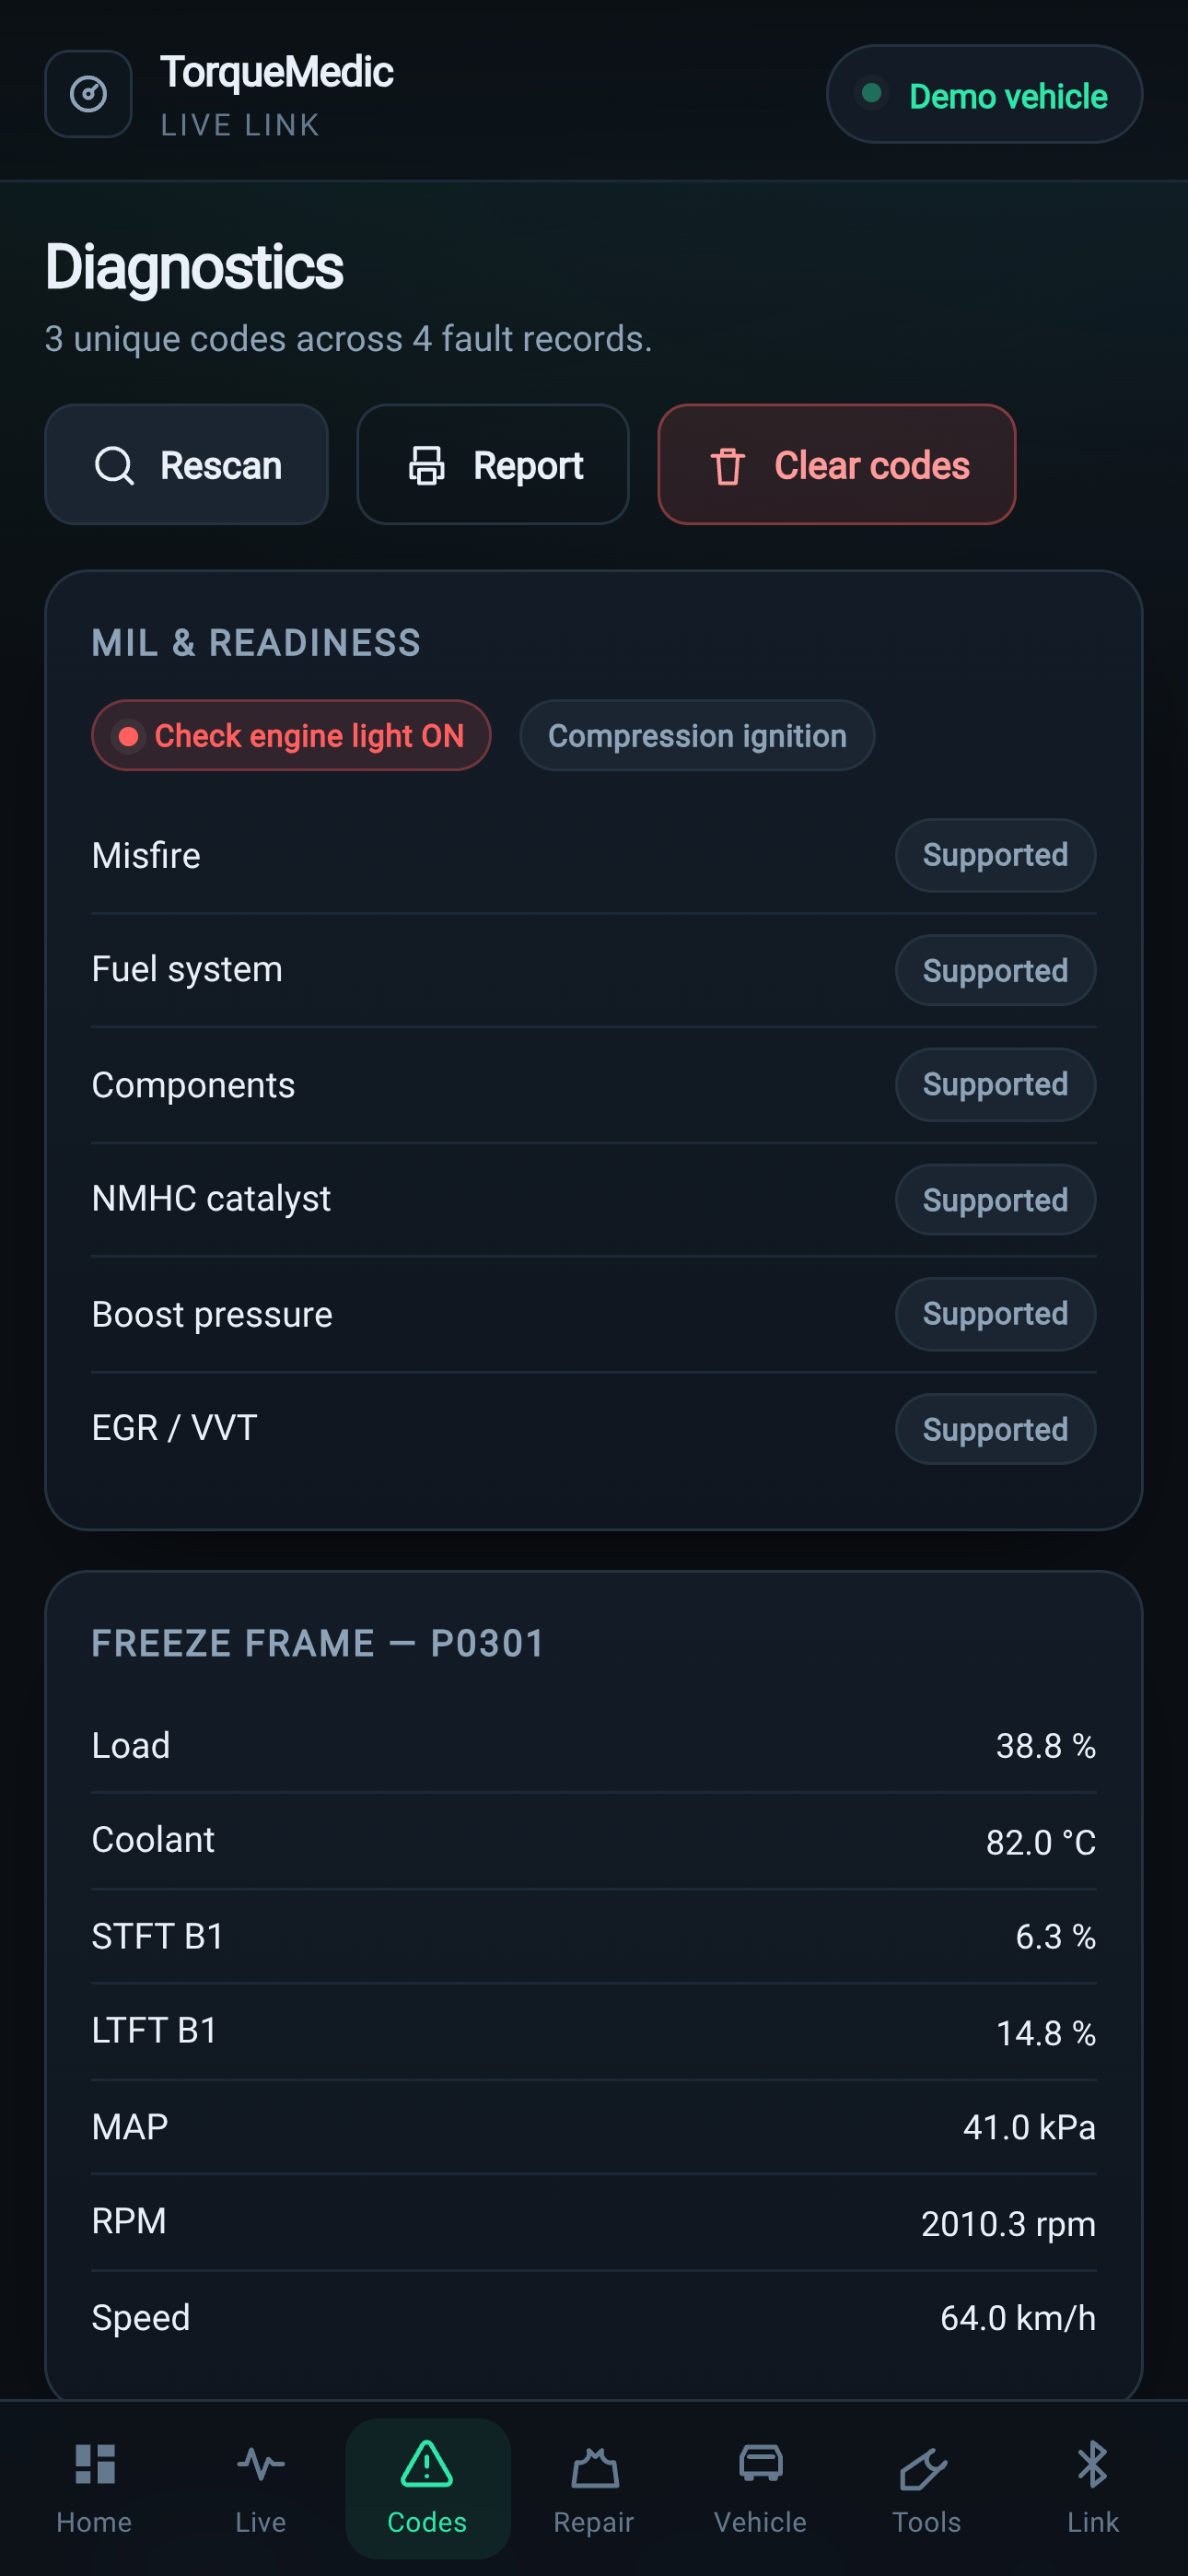 TorqueMedic
LIVE LINK
Demo vehicle
Diagnostics
3 unique codes across 4 fault records.
Rescan
Report
Clear codes
MIL & READINESS
Check engine light ON
Compression ignition
Misfire Supported
Fuel system Supported
Components Supported
NMHC catalyst Supported
Boost pressure Supported
EGR / VVT Supported
FREEZE FRAME — P0301
Load 38.8 %
Coolant 82.0 °C
STFT B1 6.3 %
LTFT B1 14.8 %
MAP 41.0 kPa
RPM 2010.3 rpm
Speed 64.0 km/h
Home
Live
Codes
Repair
Vehicle
Tools
Link